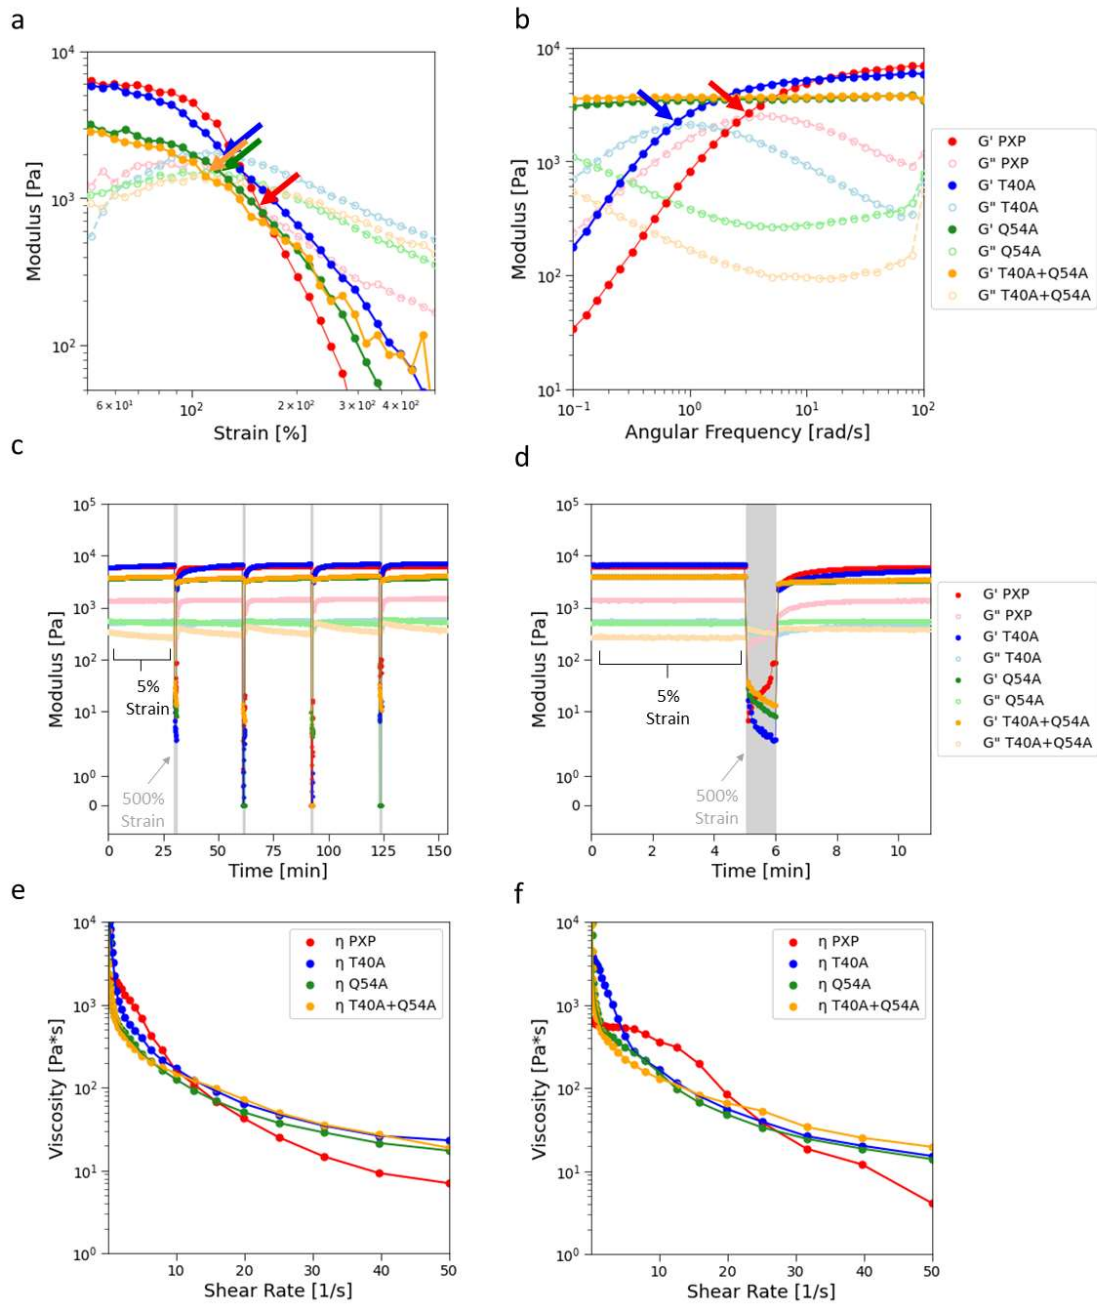 a
b
10⁴
10³
10²
Modulus [Pa]
6 × 10¹
10²
2 × 10²
3 × 10²
4 × 10²
Strain [%]
10⁴
10³
10²
10¹
Modulus [Pa]
10⁻¹
10⁰
10¹
10²
Angular Frequency [rad/s]
G' PXP
G" PXP
G' T40A
G" T40A
G' Q54A
G" Q54A
G' T40A+Q54A
G" T40A+Q54A
c
d
10⁵
10⁴
10³
10²
10¹
10⁰
0
Modulus [Pa]
5%
Strain
500%
Strain
0
25
50
75
100
125
150
Time [min]
10⁵
10⁴
10³
10²
10¹
10⁰
0
Modulus [Pa]
5%
Strain
500%
Strain
0
2
4
6
8
10
Time [min]
G' PXP
G" PXP
G' T40A
G" T40A
G' Q54A
G" Q54A
G' T40A+Q54A
G" T40A+Q54A
e
f
10⁴
10³
10²
10¹
10⁰
Viscosity [Pa*s]
η PXP
η T40A
η Q54A
η T40A+Q54A
10
20
30
40
50
Shear Rate [1/s]
10⁴
10³
10²
10¹
10⁰
Viscosity [Pa*s]
η PXP
η T40A
η Q54A
η T40A+Q54A
10
20
30
40
50
Shear Rate [1/s]